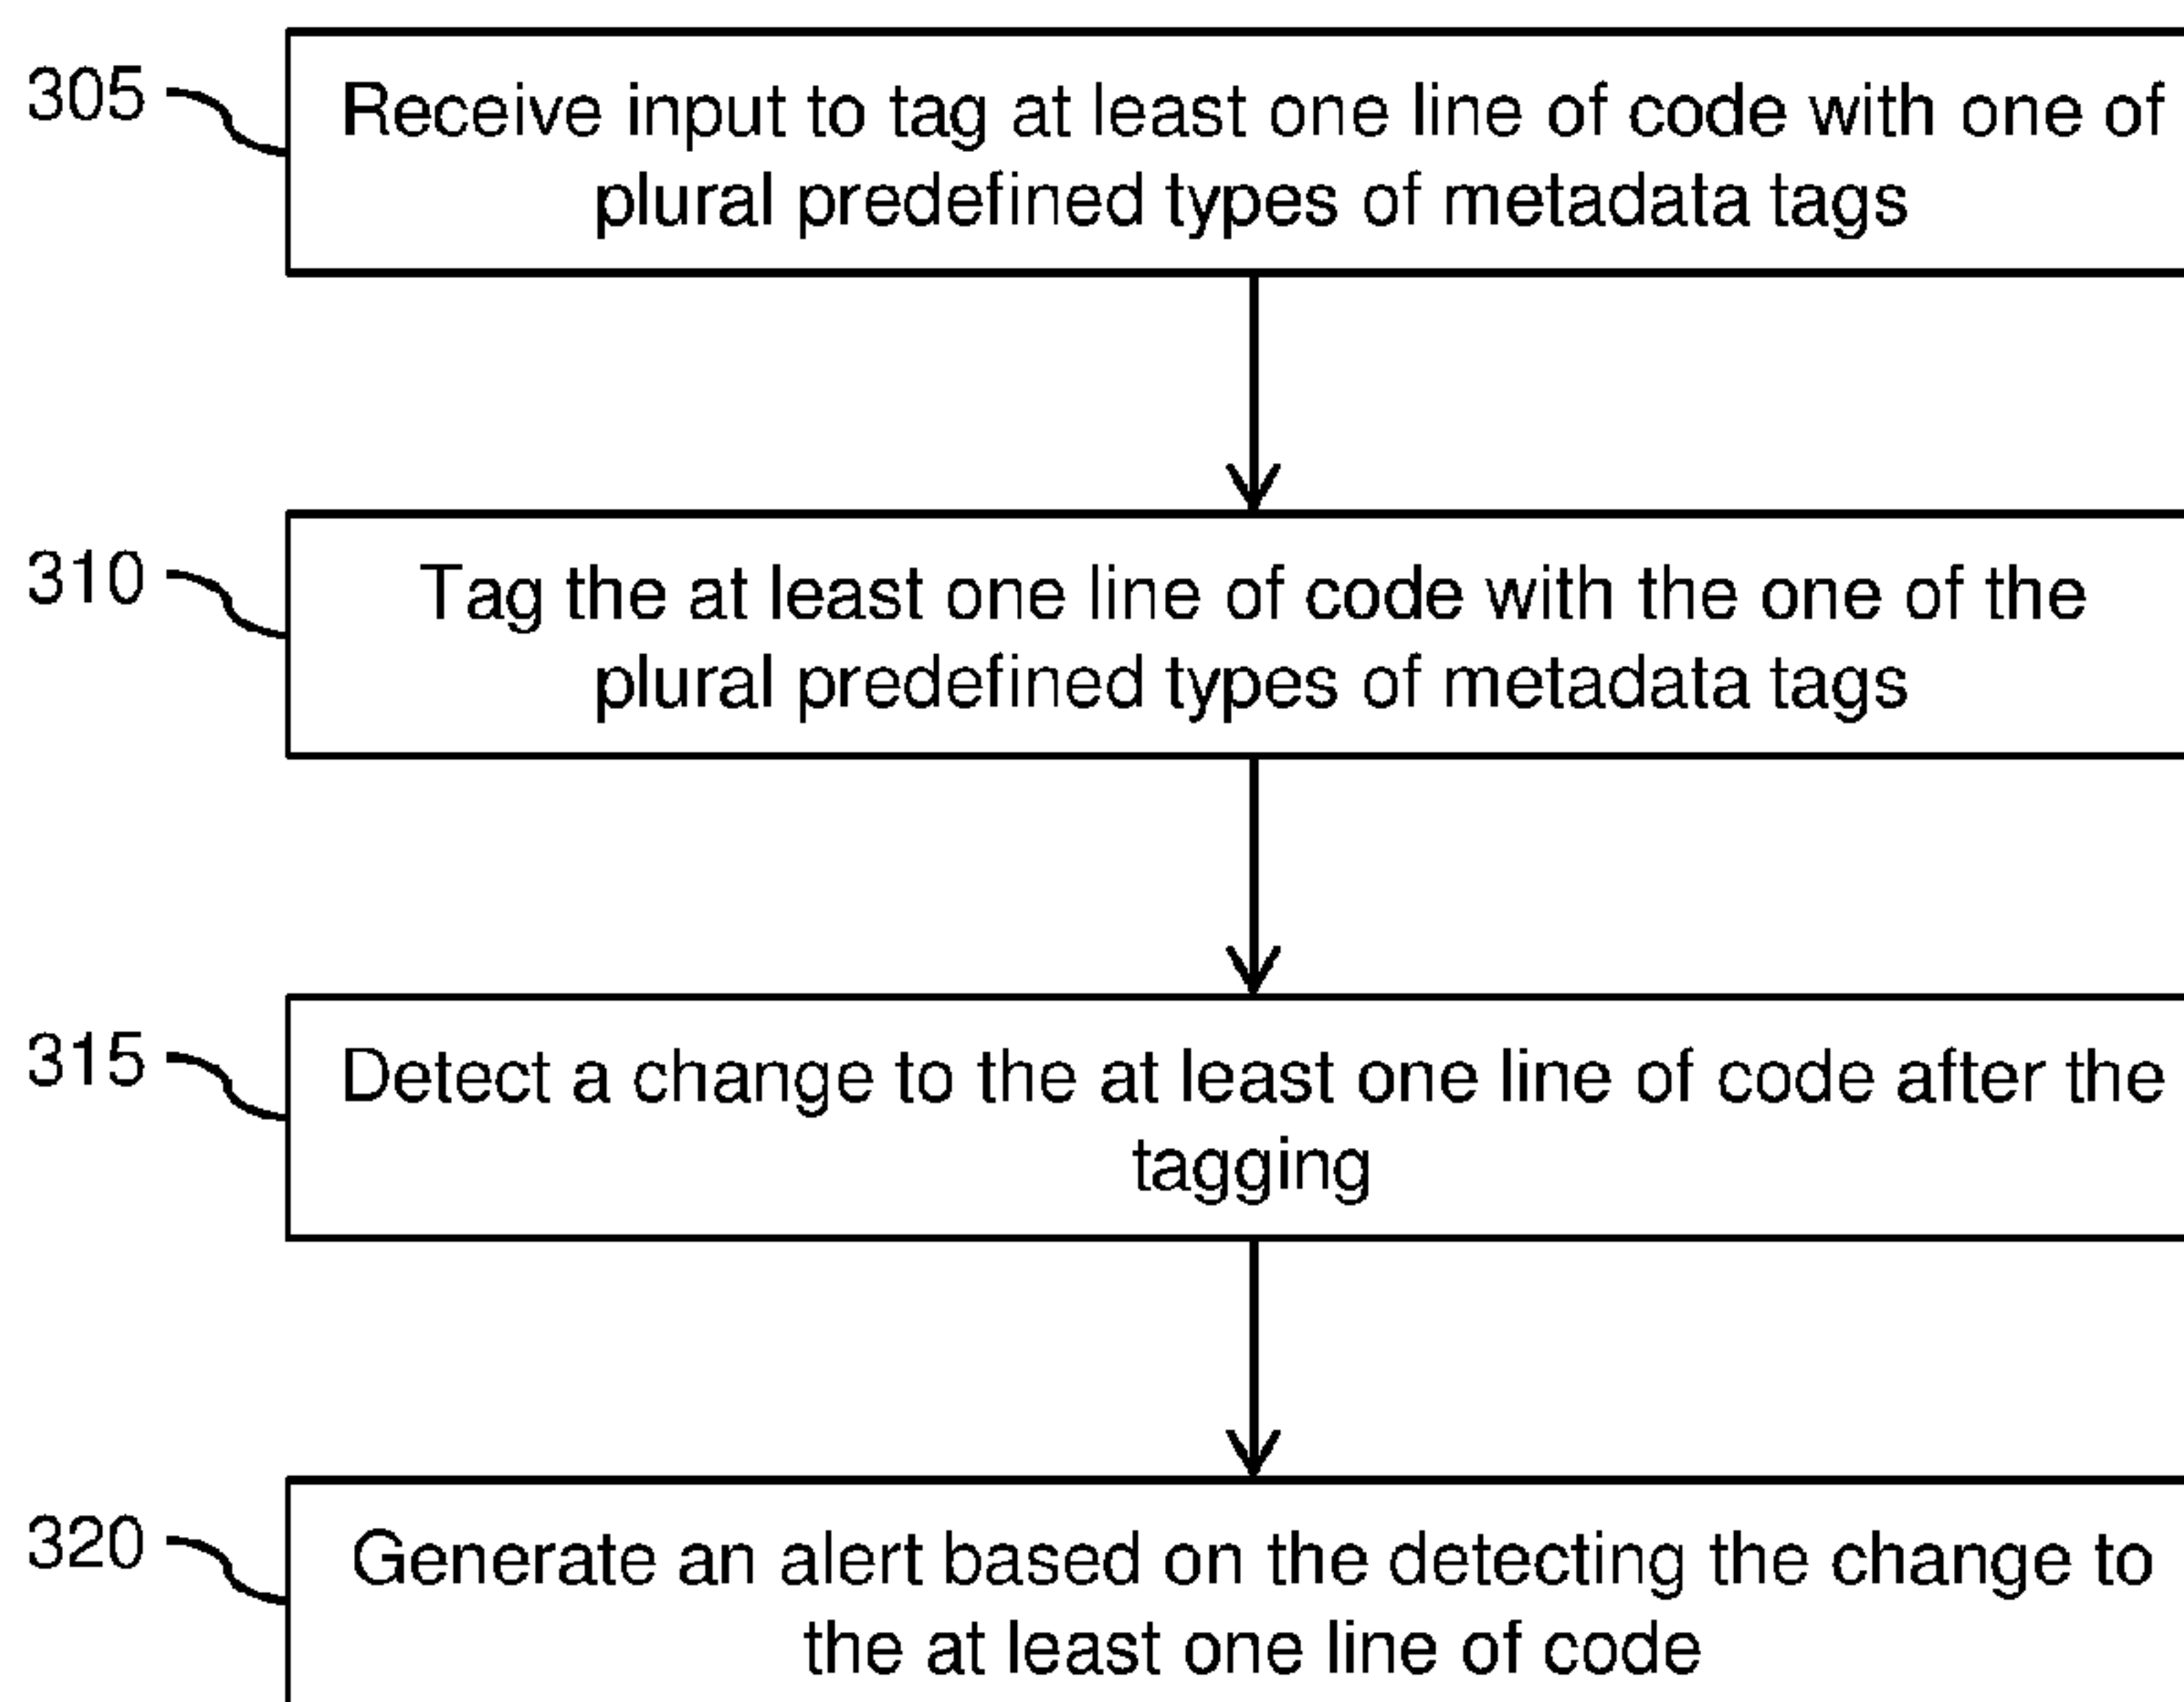 305
Receive input to tag at least one line of code with one of
plural predefined types of metadata tags
310
Tag the at least one line of code with the one of the
plural predefined types of metadata tags
315
Detect a change to the at least one line of code after the
tagging
320
Generate an alert based on the detecting the change to
the at least one line of code